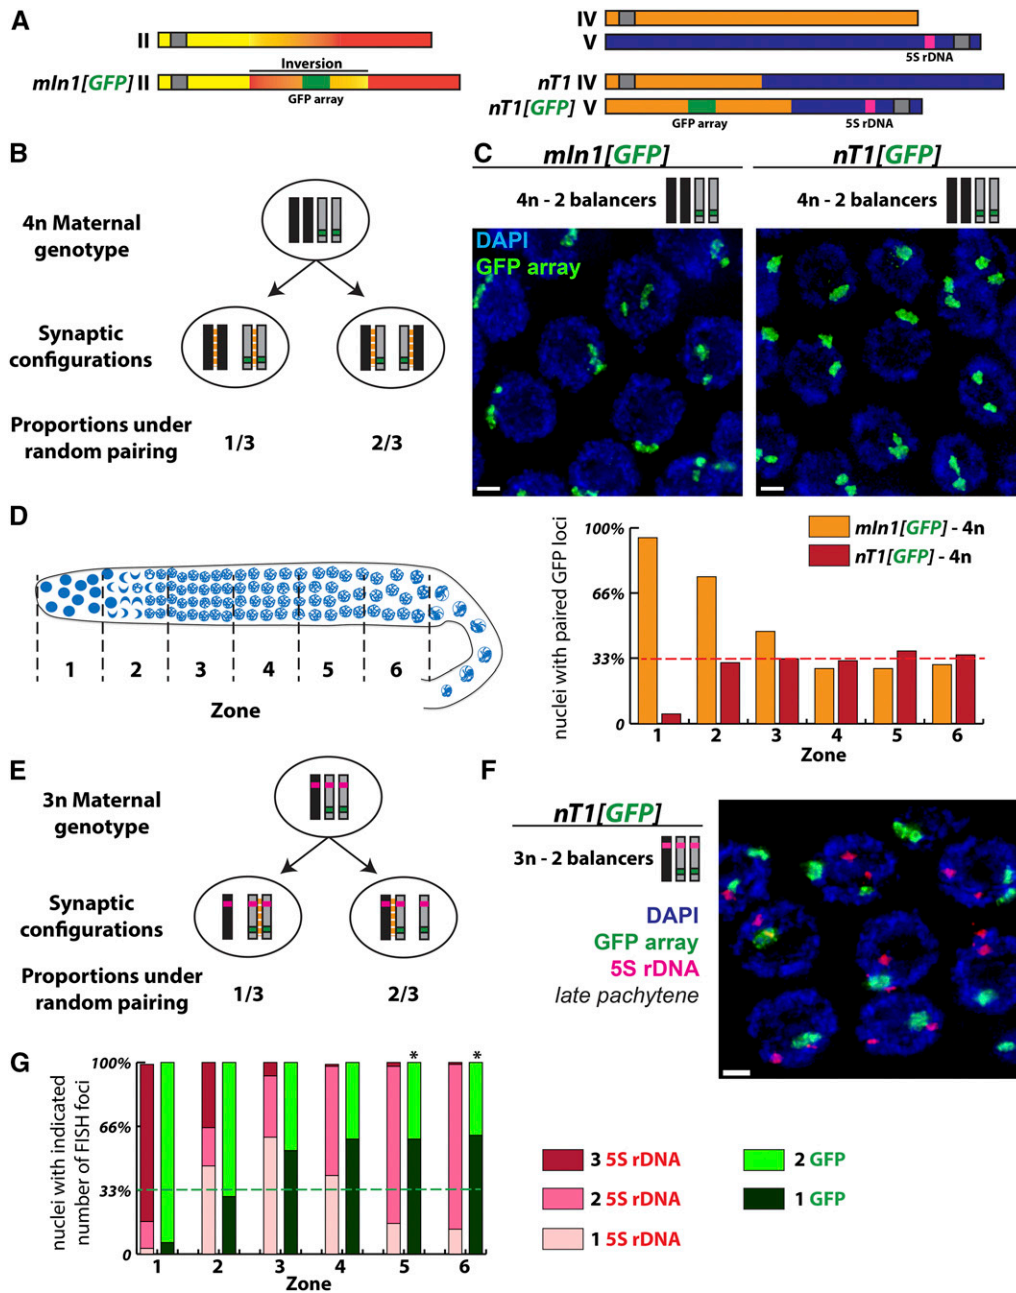 A
II
mIn1[GFP] II
Inversion
GFP array
IV
V
5S rDNA
nT1 IV
nT1[GFP] V
GFP array
5S rDNA
B
4n Maternal
genotype
Synaptic
configurations
Proportions under
random pairing
1/3
2/3
C
mIn1[GFP]
4n - 2 balancers
DAPI
GFP array
nT1[GFP]
4n - 2 balancers
D
1
2
3
4
5
6
Zone
nuclei with paired GFP loci
100%
66%
33%
0
mIn1[GFP] - 4n
nT1[GFP] - 4n
1
2
3
4
5
6
Zone
E
3n Maternal
genotype
Synaptic
configurations
Proportions under
random pairing
1/3
2/3
F
nT1[GFP]
3n - 2 balancers
DAPI
GFP array
5S rDNA
late pachytene
G
nuclei with indicated
number of FISH foci
100%
66%
33%
0
*
*
1
2
3
4
5
6
Zone
3 5S rDNA
2 5S rDNA
1 5S rDNA
2 GFP
1 GFP